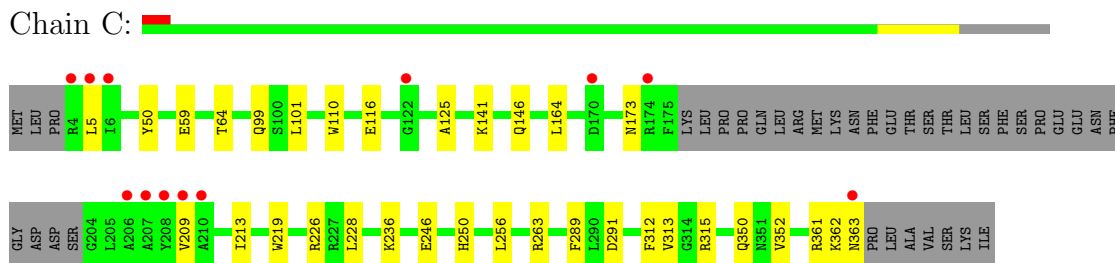 Chain C:
MET LEU PRO R4 L5 I6 Y50 E59 T64 Q99 S100 L101 W110 E116 G122 A125 K141 Q146 L164 D170 N173 R174 F175 LYS LEU PRO PRO GLN LEU ARG MET LYS ASN PHE GLU THR SER THR LEU SER PHE SER PRO GLU GLU ASN PHE
GLY ASP ASP SER G204 L205 A206 A207 Y208 V209 A210 I213 W219 R226 R227 L228 K236 E246 H250 L256 R263 F289 L290 D291 F312 V313 G314 R315 Q350 N351 V352 R361 K362 N363 PRO LEU ALA VAL SER LYS ILE